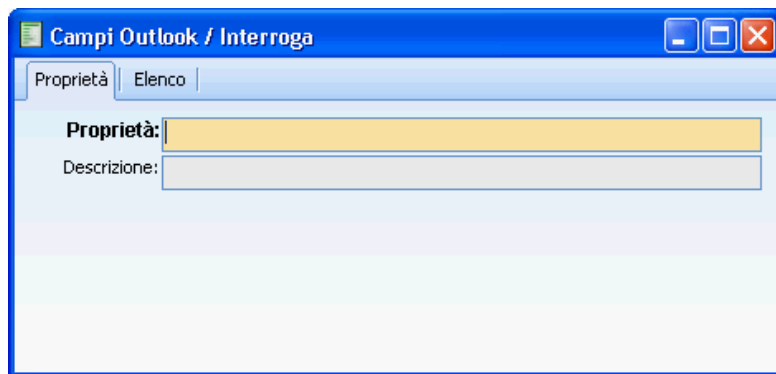 Campi Outlook / Interroga
Proprietà Elenco
Proprietà:
Descrizione: